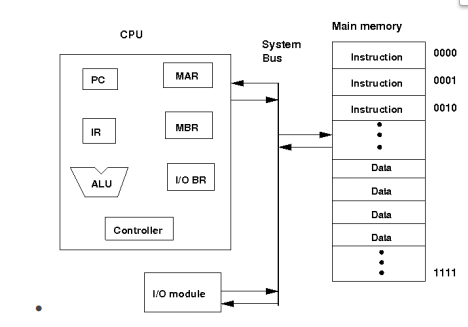 CPU
System
Bus
Main memory
PC
MAR
IR
MBR
ALU
I/O BR
Controller
I/O module
Instruction 0000
Instruction 0001
Instruction 0010
Data
Data
Data
Data
1111